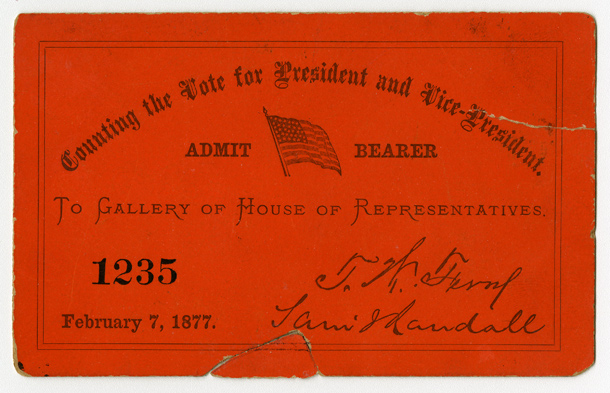 Counting the Vote for President and Vice-President.
ADMIT BEARER
TO GALLERY OF HOUSE OF REPRESENTATIVES.
1235
T. W. Ferry
February 7, 1877.
Sam J Randall